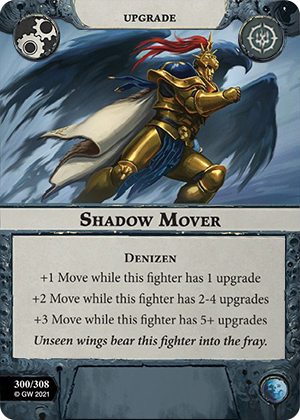 UPGRADE
SHADOW MOVER
DENIZEN
+1 Move while this fighter has 1 upgrade
+2 Move while this fighter has 2-4 upgrades
+3 Move while this fighter has 5+ upgrades
Unseen wings bear this fighter into the fray.
300/308
© GW 2021